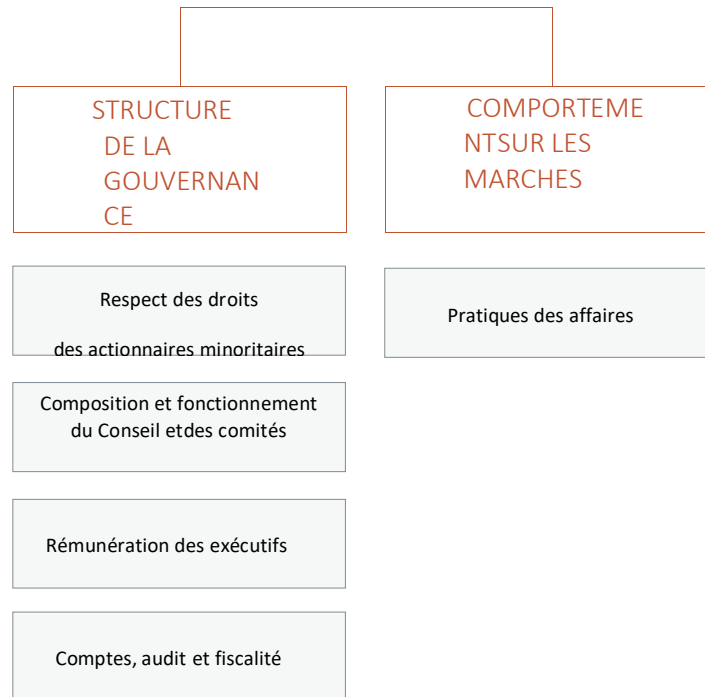 STRUCTURE
DE LA
GOUVERNAN
CE
COMPORTEME
NTSUR LES
MARCHES
Respect des droits
des actionnaires minoritaires
Pratiques des affaires
Composition et fonctionnement
du Conseil etdes comités
Rémunération des exécutifs
Comptes, audit et fiscalité